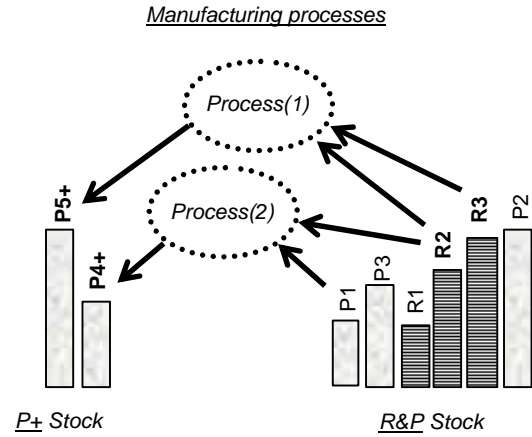 Manufacturing processes
Process(1)
Process(2)
P5+
P4+
P1
P3
R1
R2
R3
P2
P+ Stock
R&P Stock